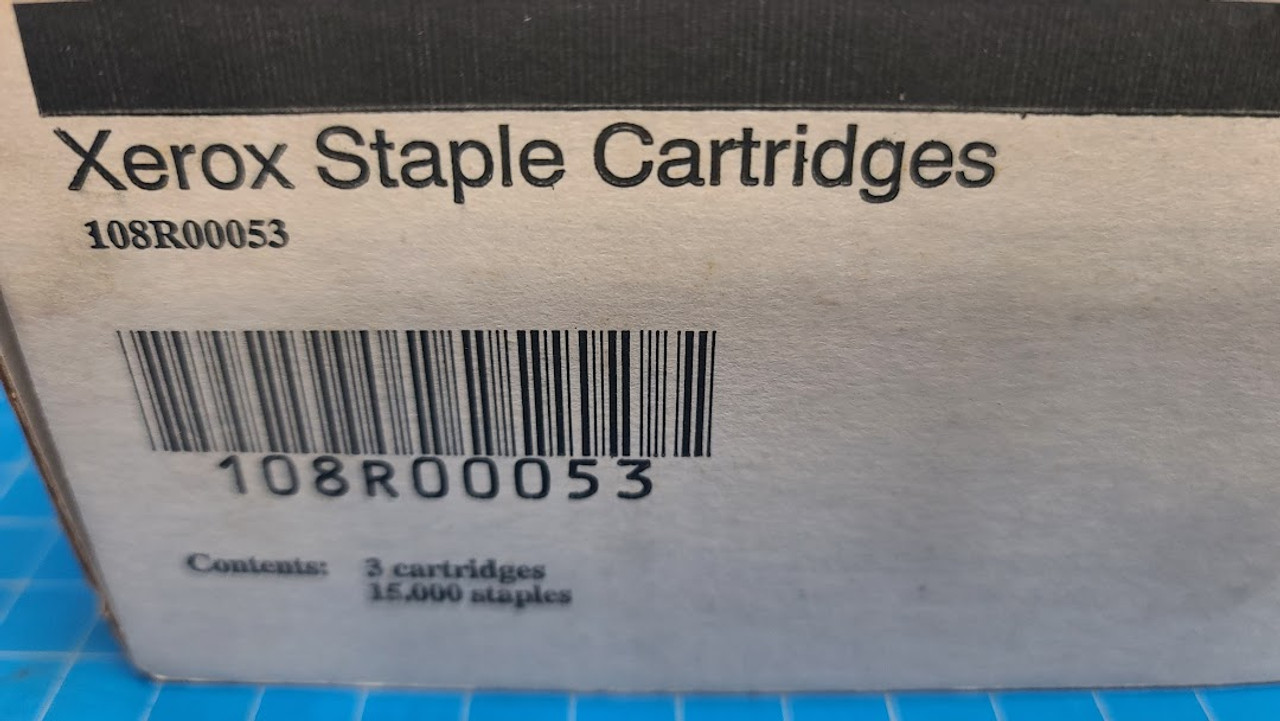 Xerox Staple Cartridges
108R00053
108R00053
Contents: 3 cartridges
15,000 staples